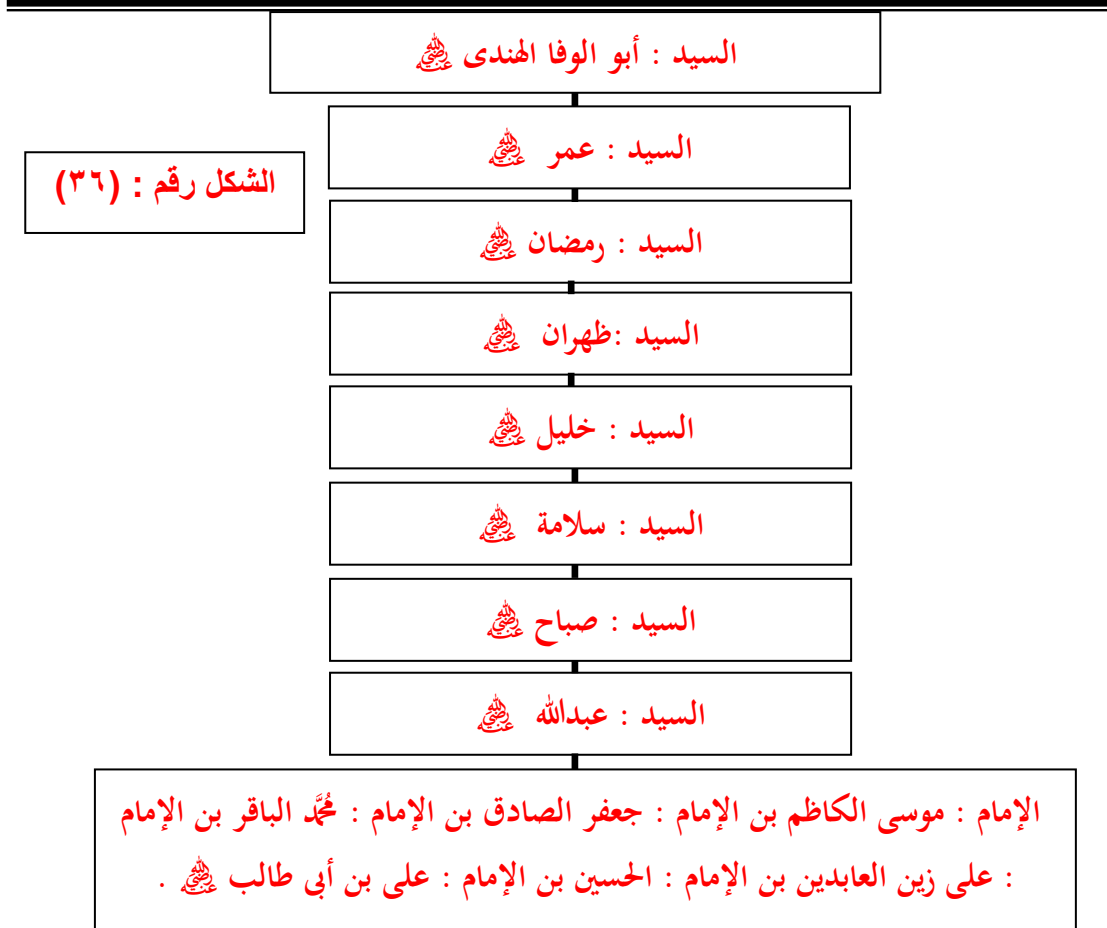 السيد : أبو الوفا الهندى ﵁
السيد : عمر ﵁
الشكل رقم : (٣٦)
السيد : رمضان ﵁
السيد :ظهران ﵁
السيد : خليل ﵁
السيد : سلامة ﵁
السيد : صباح ﵁
السيد : عبدالله ﵁
الإمام : موسى الكاظم بن الإمام : جعفر الصادق بن الإمام : مُحَمَّد الباقر بن الإمام
: على زين العابدين بن الإمام : الحسين بن الإمام : على بن أبى طالب ﵁ .